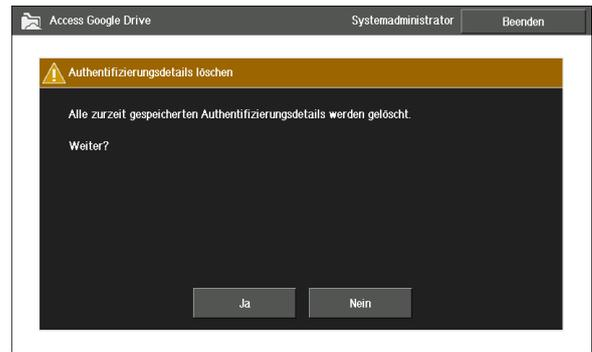 Access Google Drive Systemadministrator Beenden
Authentifizierungsdetails löschen
Alle zurzeit gespeicherten Authentifizierungsdetails werden gelöscht.
Weiter?
Ja Nein